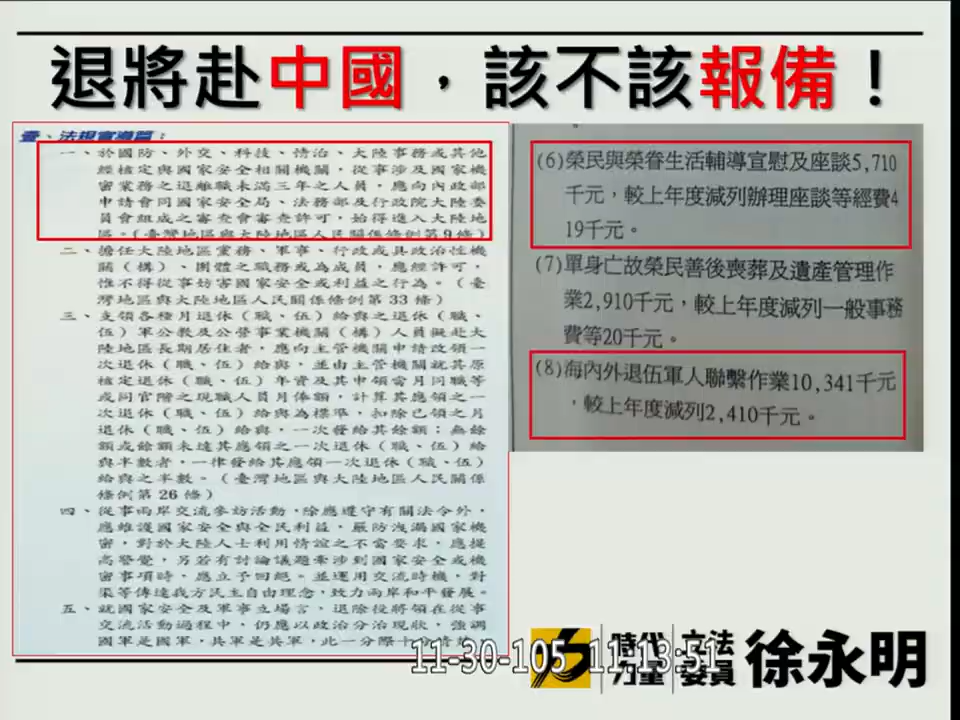 退將赴中國，該不該報備！
壹、法規宣導篇：
一、於國防、外交、科技、情治、大陸事務或其他
經核定與國家安全相關機關，從事涉及國家機
密業務之退離職未滿三年之人員，應向內政部
申請會同國家安全局、法務部及行政院大陸委
員會組成之審查會審查許可，始得進入大陸地
區。（臺灣地區與大陸地區人民關係條例第9條）
二、擔任大陸地區黨務、軍事、行政或具政治性機
關（構）、團體之職務或為成員，應經許可，
惟不得從事妨害國家安全或利益之行為。（臺
灣地區與大陸地區人民關係條例第33條）
三、支領各種月退休（職、伍）給與之退休（職、
伍）軍公教及公營事業機關（構）人員擬赴大
陸地區長期居住者，應向主管機關申請改領一
次退休（職、伍）給與，並由主管機關就其原
核定退休（職、伍）年資及其申領當月同職等
或同官階之現職人員月俸額，計算其應領之一
次退休（職、伍）給與為標準，扣除已領之月
退休（職、伍）給與，一次發給其餘額；無餘
額或餘額未達其應領之一次退休（職、伍）給
與半數者，一律發給其應領一次退休（職、伍）
給與之半數。（臺灣地區與大陸地區人民關係
條例第26條）
四、從事兩岸交流參訪活動，除應遵守有關法令外，
應維護國家安全與全民利益，嚴防洩漏國家機
密，對於大陸人士利用情誼之不當要求，應提
高警覺，另若有討論議題牽涉到國家安全或機
密事項時，應立予回絕。並運用交流時機，對
渠等傳達我方民主自由理念，致力兩岸和平發展。
五、就國家安全及軍事立場言，退除役將領在從事
交流活動過程中，仍應以政治分治現狀，強調
國軍是國軍，共軍是共軍，此一分際十分清楚
(6)榮民與榮眷生活輔導宣慰及座談5,710
千元，較上年度減列辦理座談等經費4
19千元。
(7)單身亡故榮民善後喪葬及遺產管理作
業2,910千元，較上年度減列一般事務
費等20千元。
(8)海內外退伍軍人聯繫作業10,341千元
，較上年度減列2,410千元。
時代力量 立法委員 徐永明
11-30-105 11:13:51